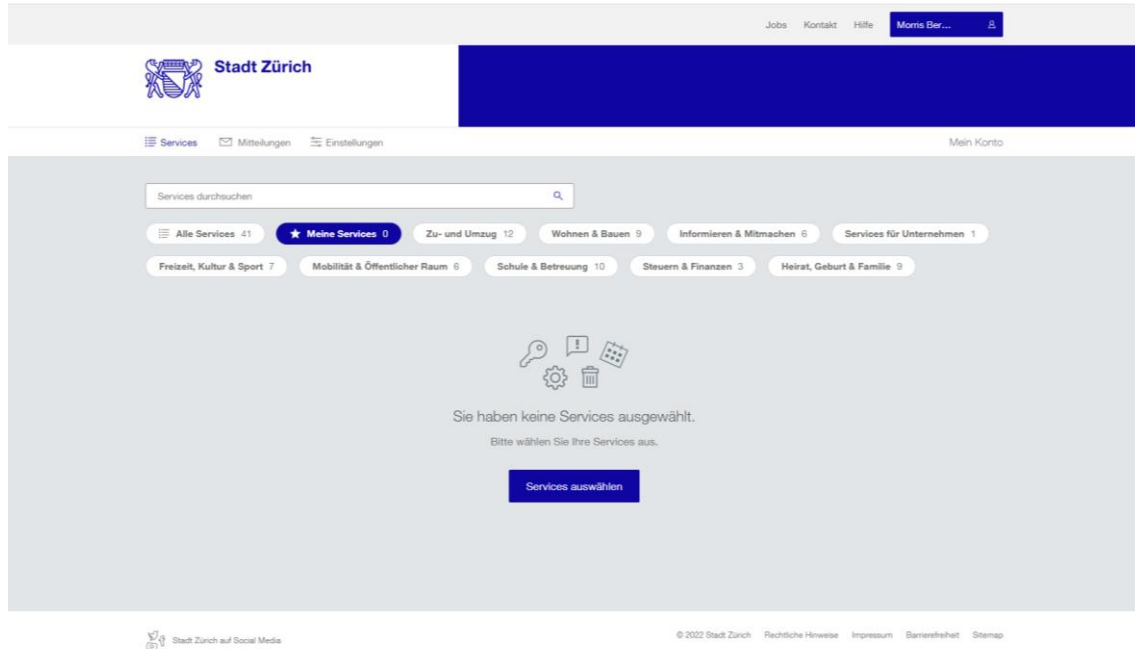 Jobs Kontakt Hilfe Morris Ber...
Stadt Zürich
Services Mitteilungen Einstellungen Mein Konto
Services durchsuchen
Alle Services 41 Meine Services 0 Zu- und Umzug 12 Wohnen & Bauen 9 Informieren & Mitmachen 6 Services für Unternehmen 1
Freizeit, Kultur & Sport 7 Mobilität & Öffentlicher Raum 6 Schule & Betreuung 10 Steuern & Finanzen 3 Heirat, Geburt & Familie 9
Sie haben keine Services ausgewählt.
Bitte wählen Sie Ihre Services aus.
Services auswählen
Stadt Zürich auf Social Media © 2022 Stadt Zürich Rechtliche Hinweise Impressum Barrierefreiheit Sitemap